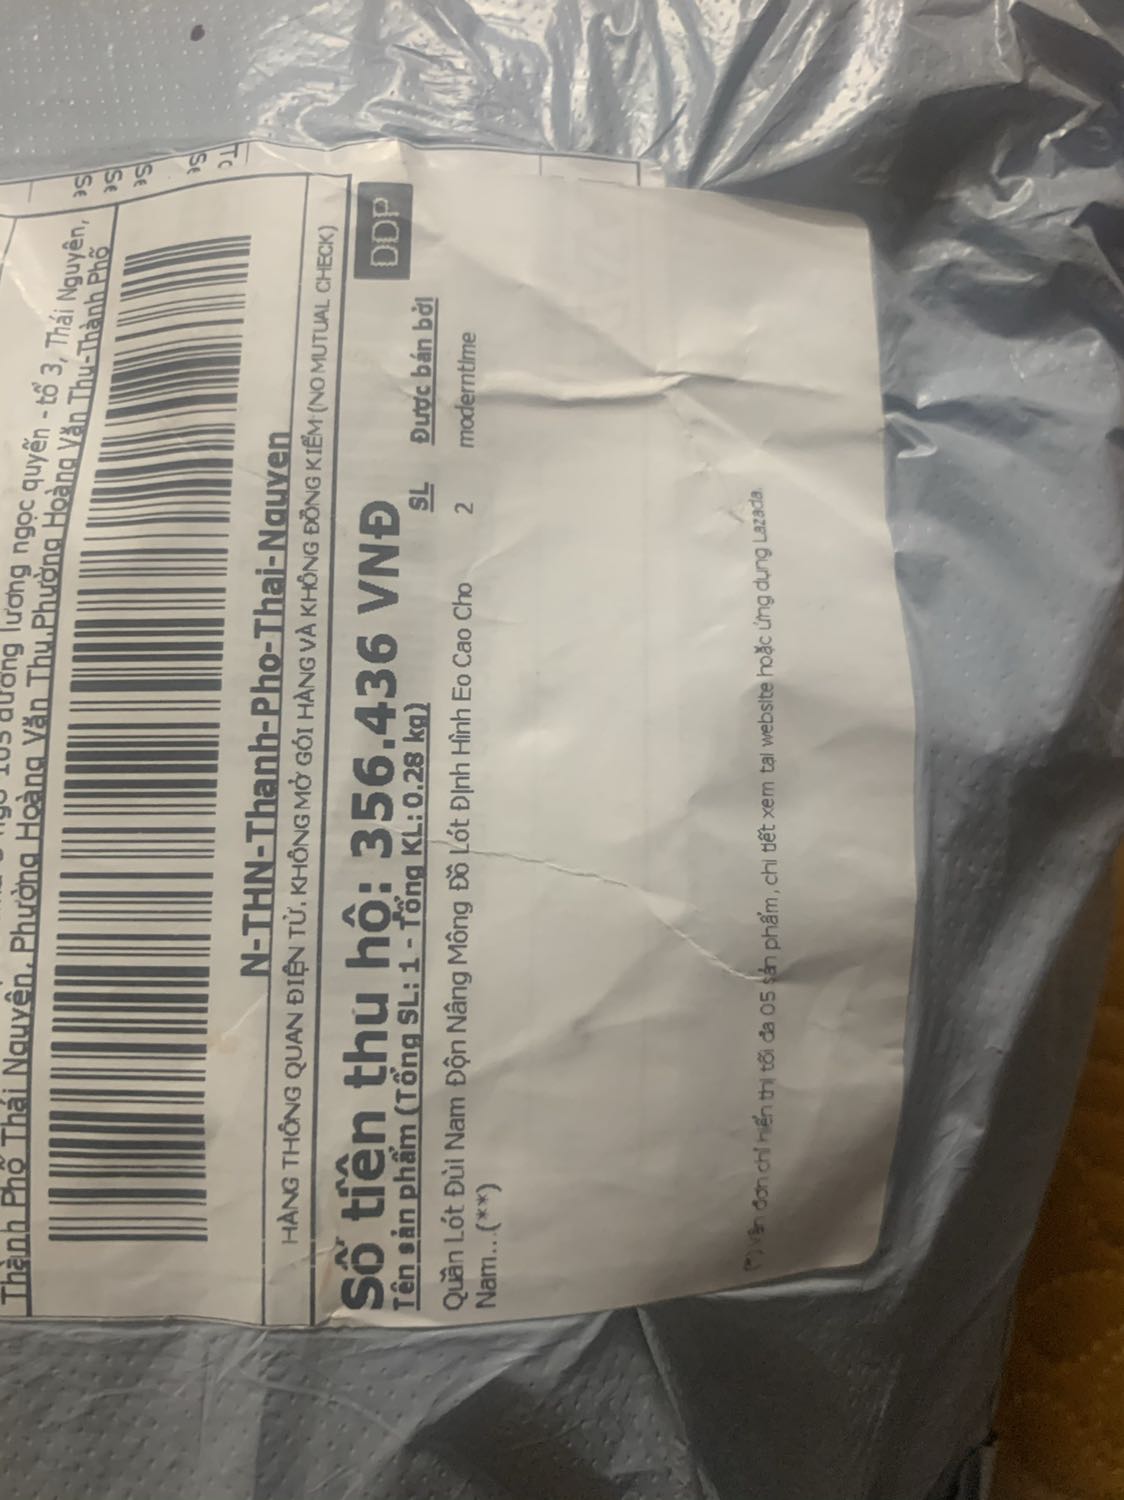 đường lương ngọc quyến - tổ 3, Thái Nguyên,
Thành Phố Thái Nguyên, Phường Hoàng Văn Thụ, Phường Hoàng Văn Thụ-Thành Phố
N-THN-Thanh-Pho-Thai-Nguyen
HÀNG THÔNG QUAN ĐIỆN TỬ. KHÔNG MỞ GÓI HÀNG VÀ KHÔNG ĐỒNG KIỂM (NO MUTUAL CHECK)
Số tiền thu hộ: 356.436 VNĐ DDP
Tên sản phẩm (Tổng SL: 1 - Tổng KL: 0.28 kg) SL Được bán bởi
Quần Lót Đùi Nam Độn Nâng Mông Đồ Lót Định Hình Eo Cao Cho 2 moderntime
Nam...(**)
(*) Vận đơn chỉ hiển thị tối đa 05 sản phẩm, chi tiết xem tại website hoặc ứng dụng Lazada.